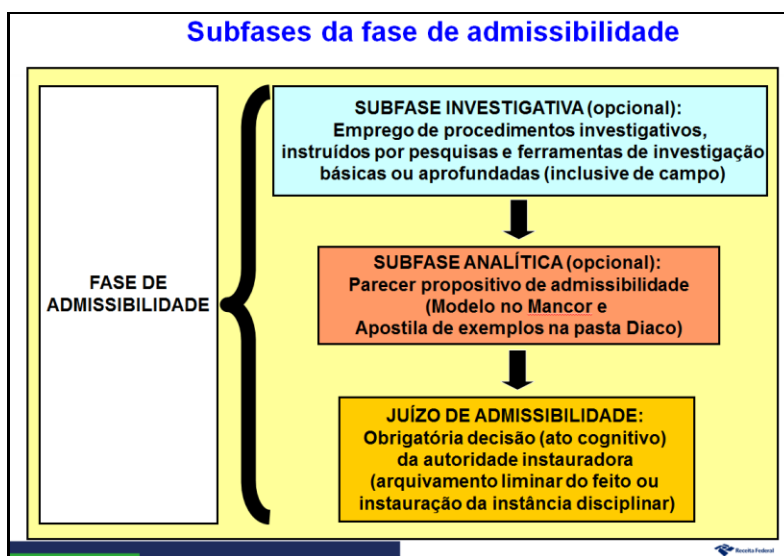 Subfases da fase de admissibilidade
FASE DE
ADMISSIBILIDADE
SUBFASE INVESTIGATIVA (opcional):
Emprego de procedimentos investigativos,
instruídos por pesquisas e ferramentas de investigação
básicas ou aprofundadas (inclusive de campo)
SUBFASE ANALÍTICA (opcional):
Parecer propositivo de admissibilidade
(Modelo no Mancor e
Apostila de exemplos na pasta Diaco)
JUÍZO DE ADMISSIBILIDADE:
Obrigatória decisão (ato cognitivo)
da autoridade instauradora
(arquivamento liminar do feito ou
instauração da instância disciplinar)
Receita Federal